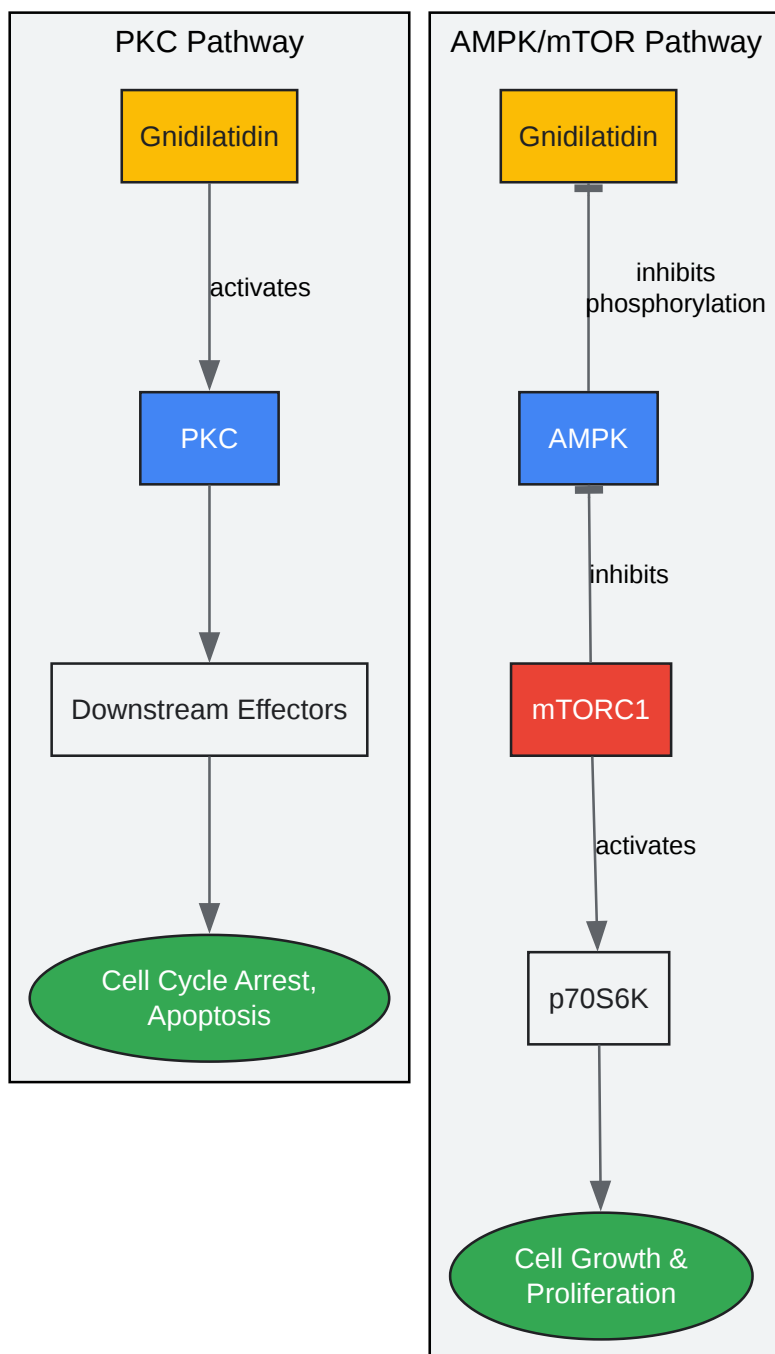 PKC Pathway
Gnidilatidin
activates
PKC
Downstream Effectors
Cell Cycle Arrest,
Apoptosis
AMPK/mTOR Pathway
Gnidilatidin
inhibits
phosphorylation
AMPK
inhibits
mTORC1
activates
p70S6K
Cell Growth &
Proliferation